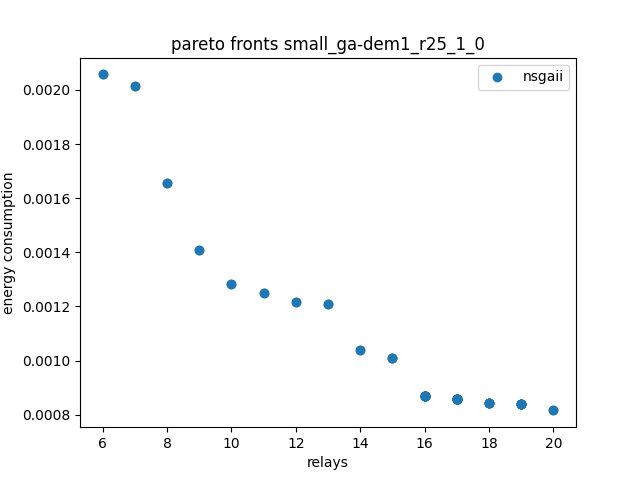 pareto fronts small_ga-dem1_r25_1_0
nsgaii
energy consumption
0.0020
0.0018
0.0016
0.0014
0.0012
0.0010
0.0008
6 8 10 12 14 16 18 20
relays